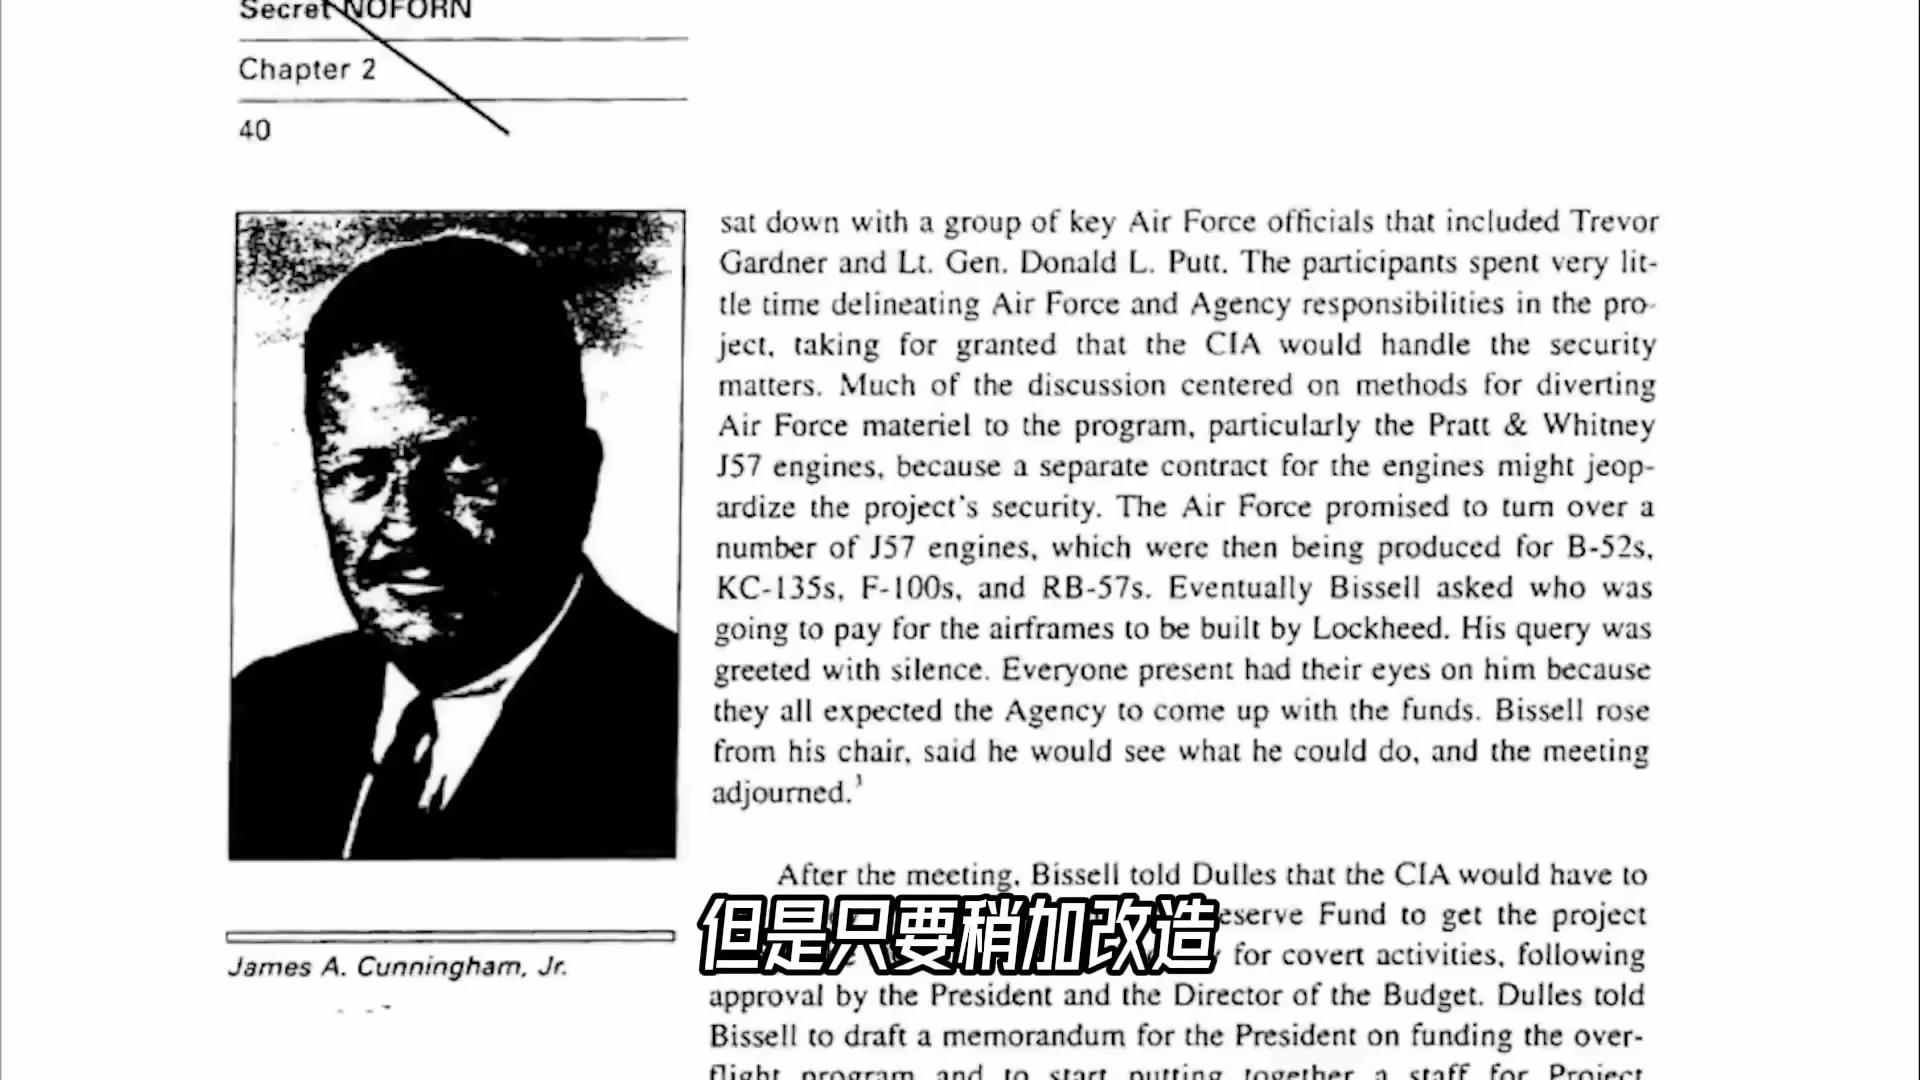 Secret NOFORN
Chapter 2
40
sat down with a group of key Air Force officials that included Trevor
Gardner and Lt. Gen. Donald L. Putt. The participants spent very lit-
tle time delineating Air Force and Agency responsibilities in the pro-
ject, taking for granted that the CIA would handle the security
matters. Much of the discussion centered on methods for diverting
Air Force materiel to the program, particularly the Pratt & Whitney
J57 engines, because a separate contract for the engines might jeop-
ardize the project's security. The Air Force promised to turn over a
number of J57 engines, which were then being produced for B-52s,
KC-135s, F-100s, and RB-57s. Eventually Bissell asked who was
going to pay for the airframes to be built by Lockheed. His query was
greeted with silence. Everyone present had their eyes on him because
they all expected the Agency to come up with the funds. Bissell rose
from his chair, said he would see what he could do, and the meeting
adjourned.³
After the meeting, Bissell told Dulles that the CIA would have to
eserve Fund to get the project
for covert activities, following
approval by the President and the Director of the Budget. Dulles told
Bissell to draft a memorandum for the President on funding the over-
flight program and to start putting together a staff for Project
James A. Cunningham, Jr.
但是只要稍加改造